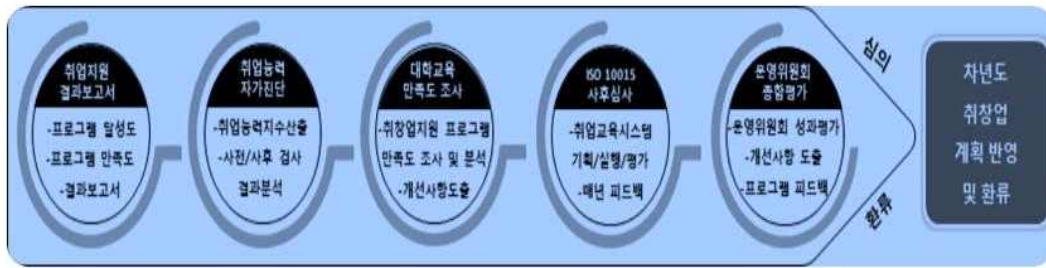 취업지원
결과보고서
-프로그램 달성도
-프로그램 만족도
-결과보고서
취업능력
자가진단
-취업능력지수산출
-사전/사후 검사
결과분석
대학교육
만족도 조사
-취창업지원 프로그램
만족도 조사 및 분석
-개선사항도출
ISO 10015
사후심사
-취업교육시스템
기획/실행/평가
-매년 피드백
운영위원회
종합평가
-운영위원회 성과평가
-개선사항 도출
-프로그램 피드백
심의
환류
차년도
취창업
계획 반영
및 환류